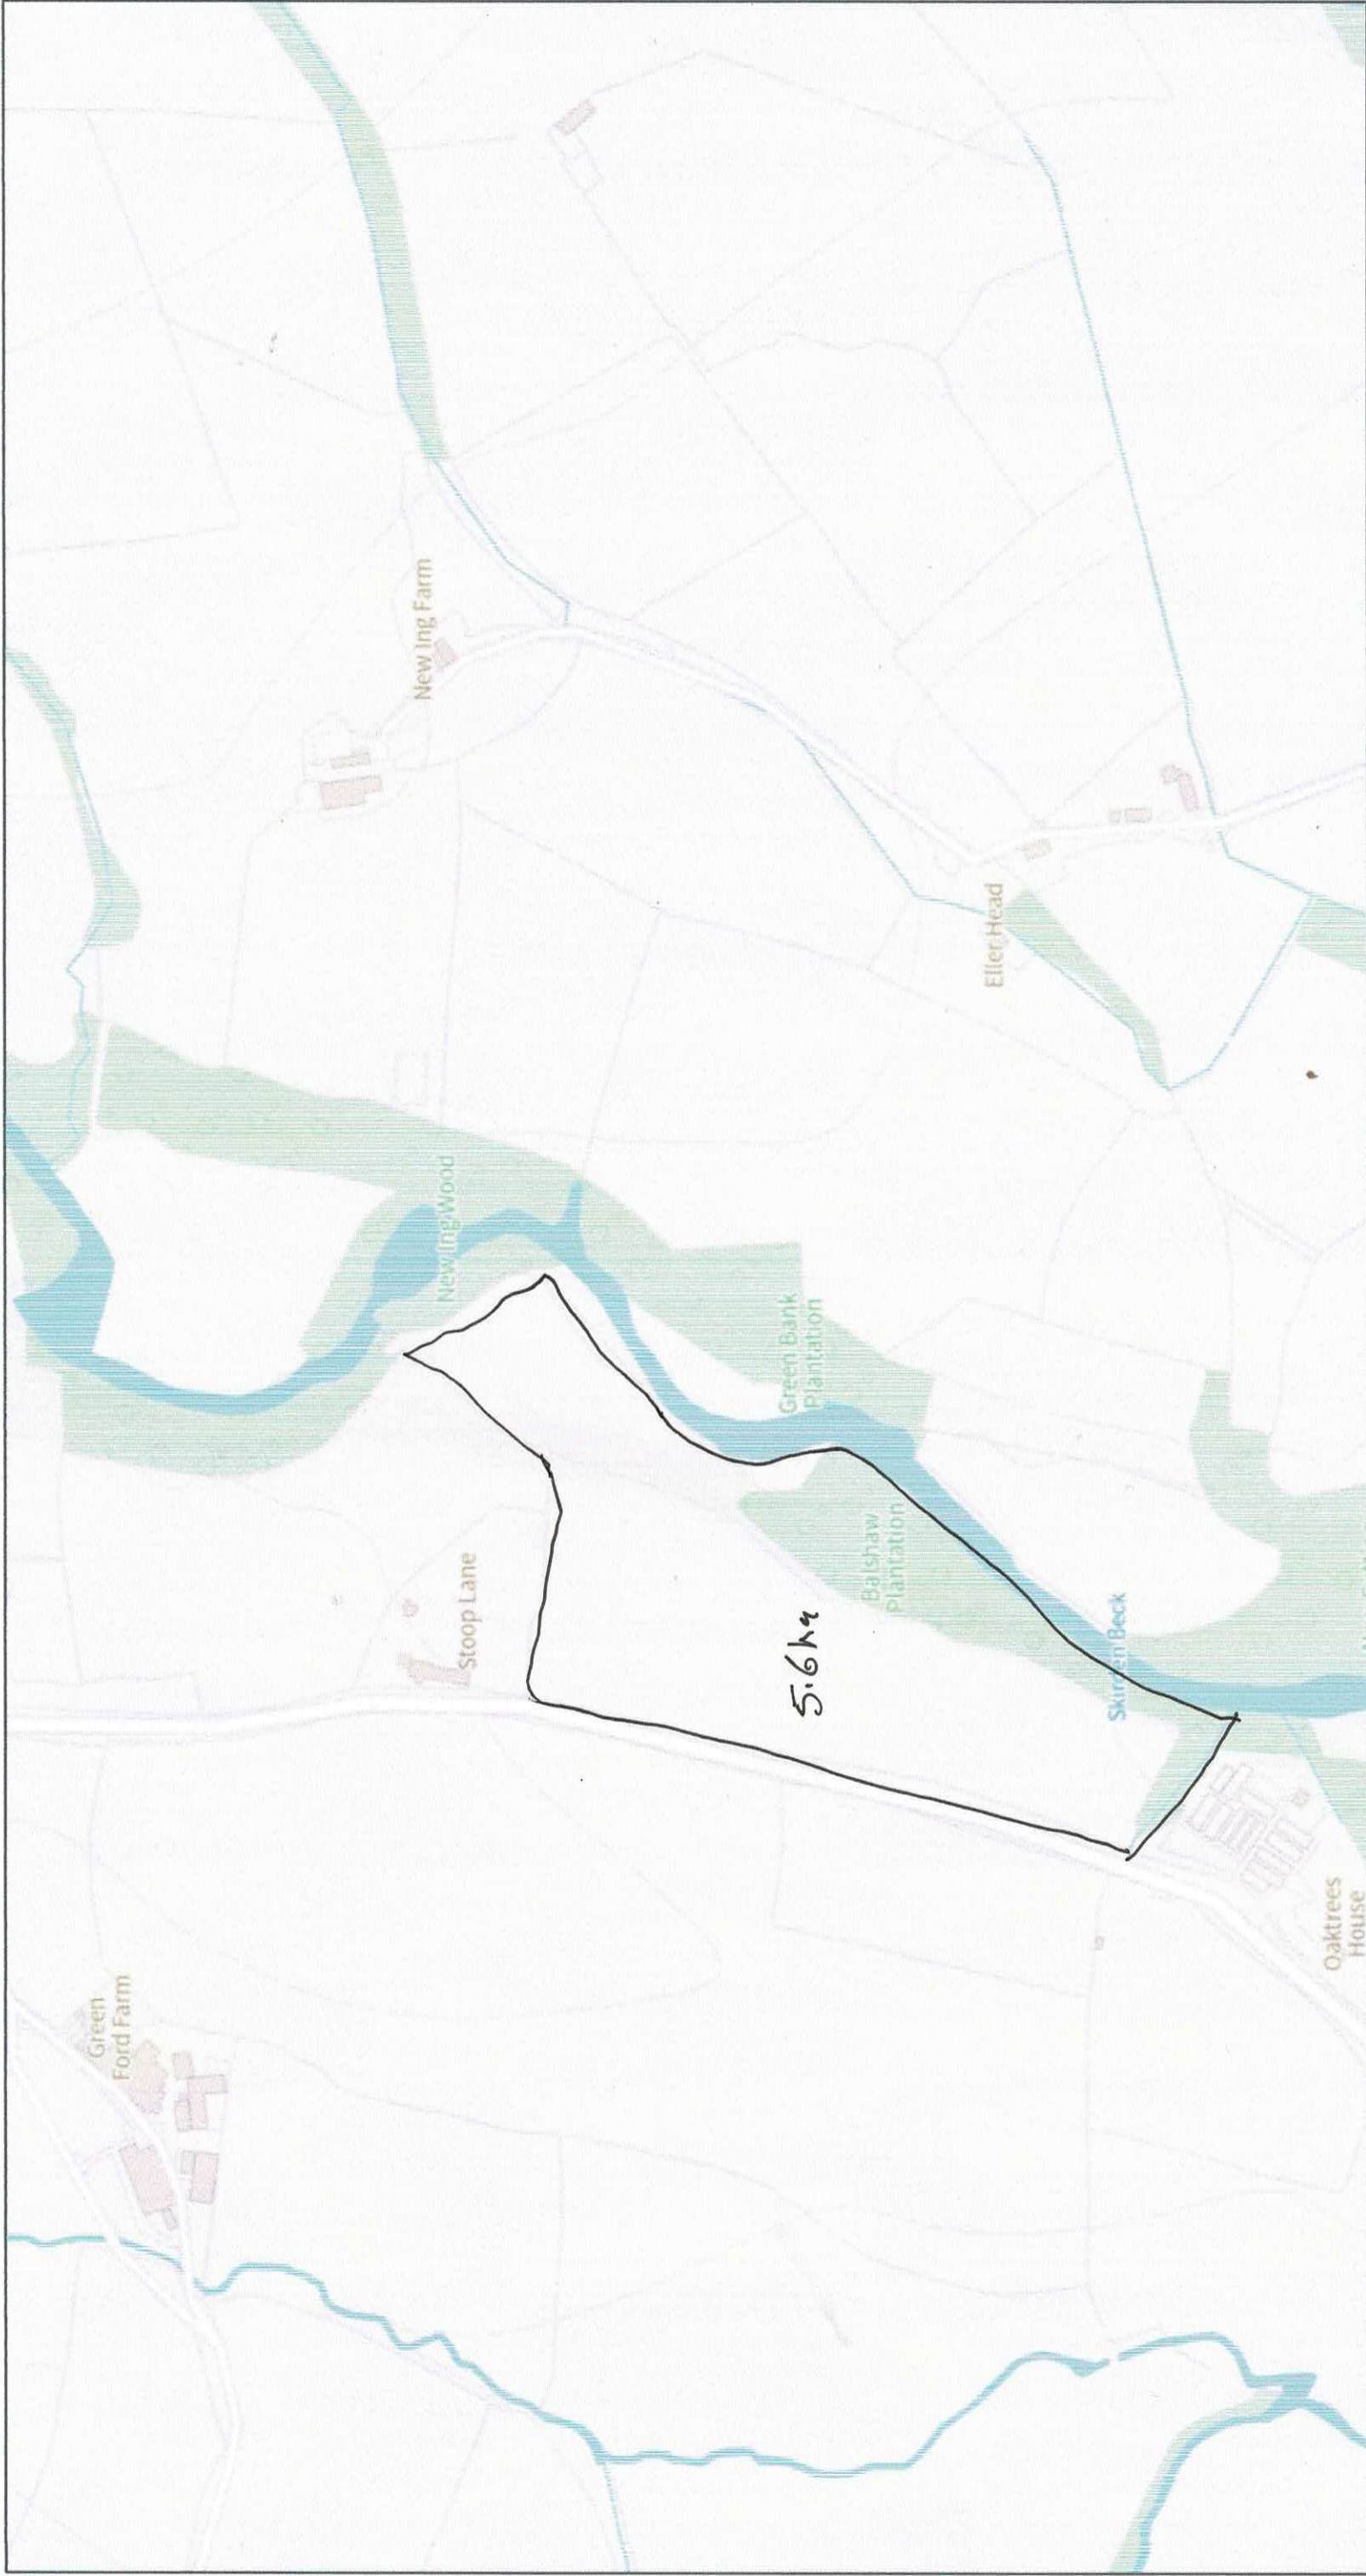 Green
Ford Farm
Stoop Lane
New Ing Wood
New Ing Farm
5.6ha
Balshaw
Plantation
Green Bank
Plantation
Eller Head
Skirden Beck
Oaktrees
House